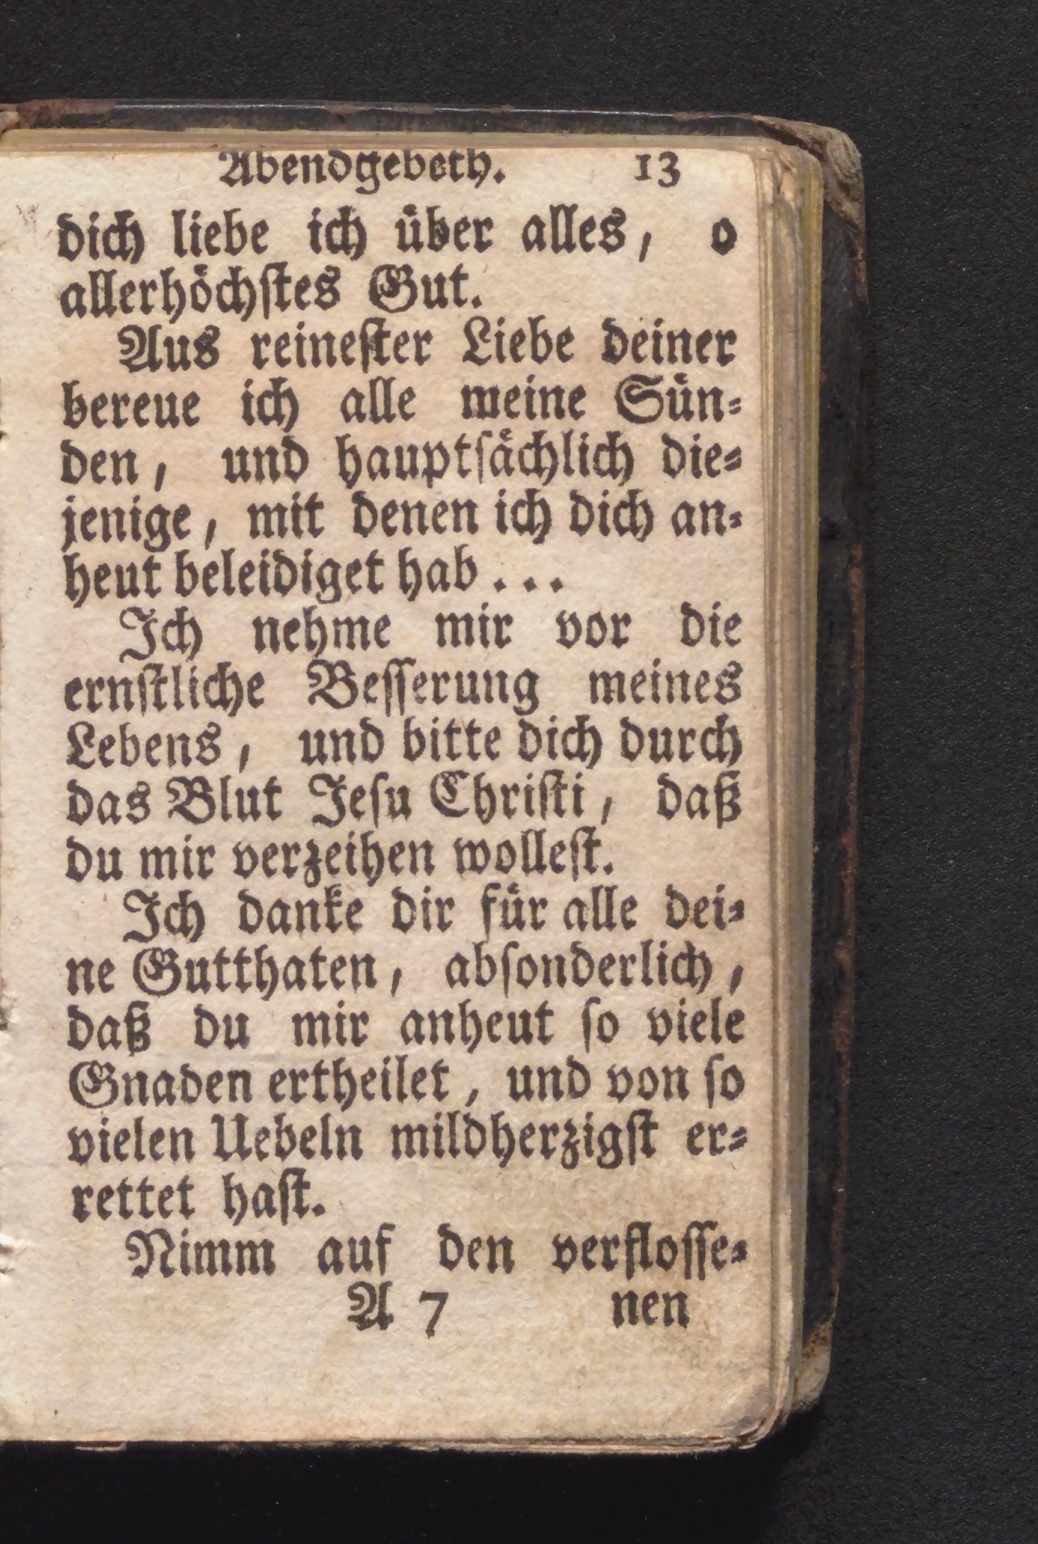 Abendgebeth. 13
dich liebe ich über alles, o
allerhöchſtes Gut.
Aus reineſter Liebe deiner
bereue ich alle meine Sün⸗
den, und hauptſächlich die⸗
jenige, mit denen ich dich an⸗
heut beleidiget hab...
Ich nehme mir vor die
ernſtliche Beſſerung meines
Lebens, und bitte dich durch
das Blut Jeſu Chriſti, daß
du mir verzeihen wolleſt.
Ich danke dir für alle dei⸗
ne Gutthaten, abſonderlich,
daß du mir anheut ſo viele
Gnaden ertheilet, und von ſo
vielen Uebeln mildherzigſt er⸗
rettet haſt.
Nimm auf den verfloſſe⸗
A 7 nen